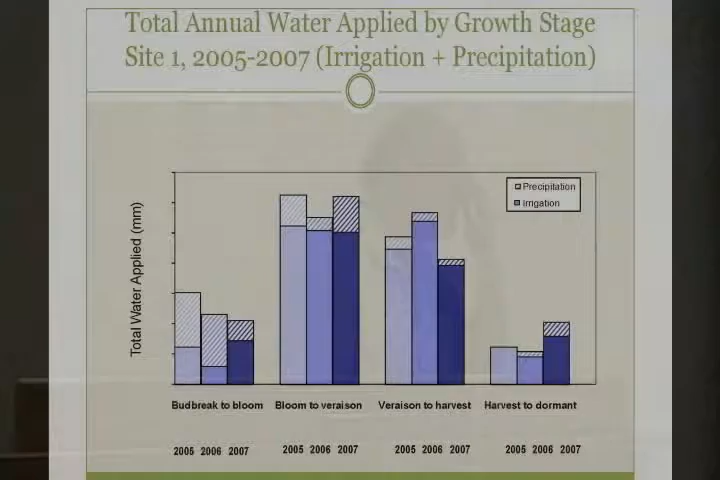 Total Annual Water Applied by Growth Stage
Site 1, 2005-2007 (Irrigation + Precipitation)
Precipitation
Irrigation
Total Water Applied (mm)
Budbreak to bloom Bloom to veraison Veraison to harvest Harvest to dormant
2005 2006 2007 2005 2006 2007 2005 2006 2007 2005 2006 2007